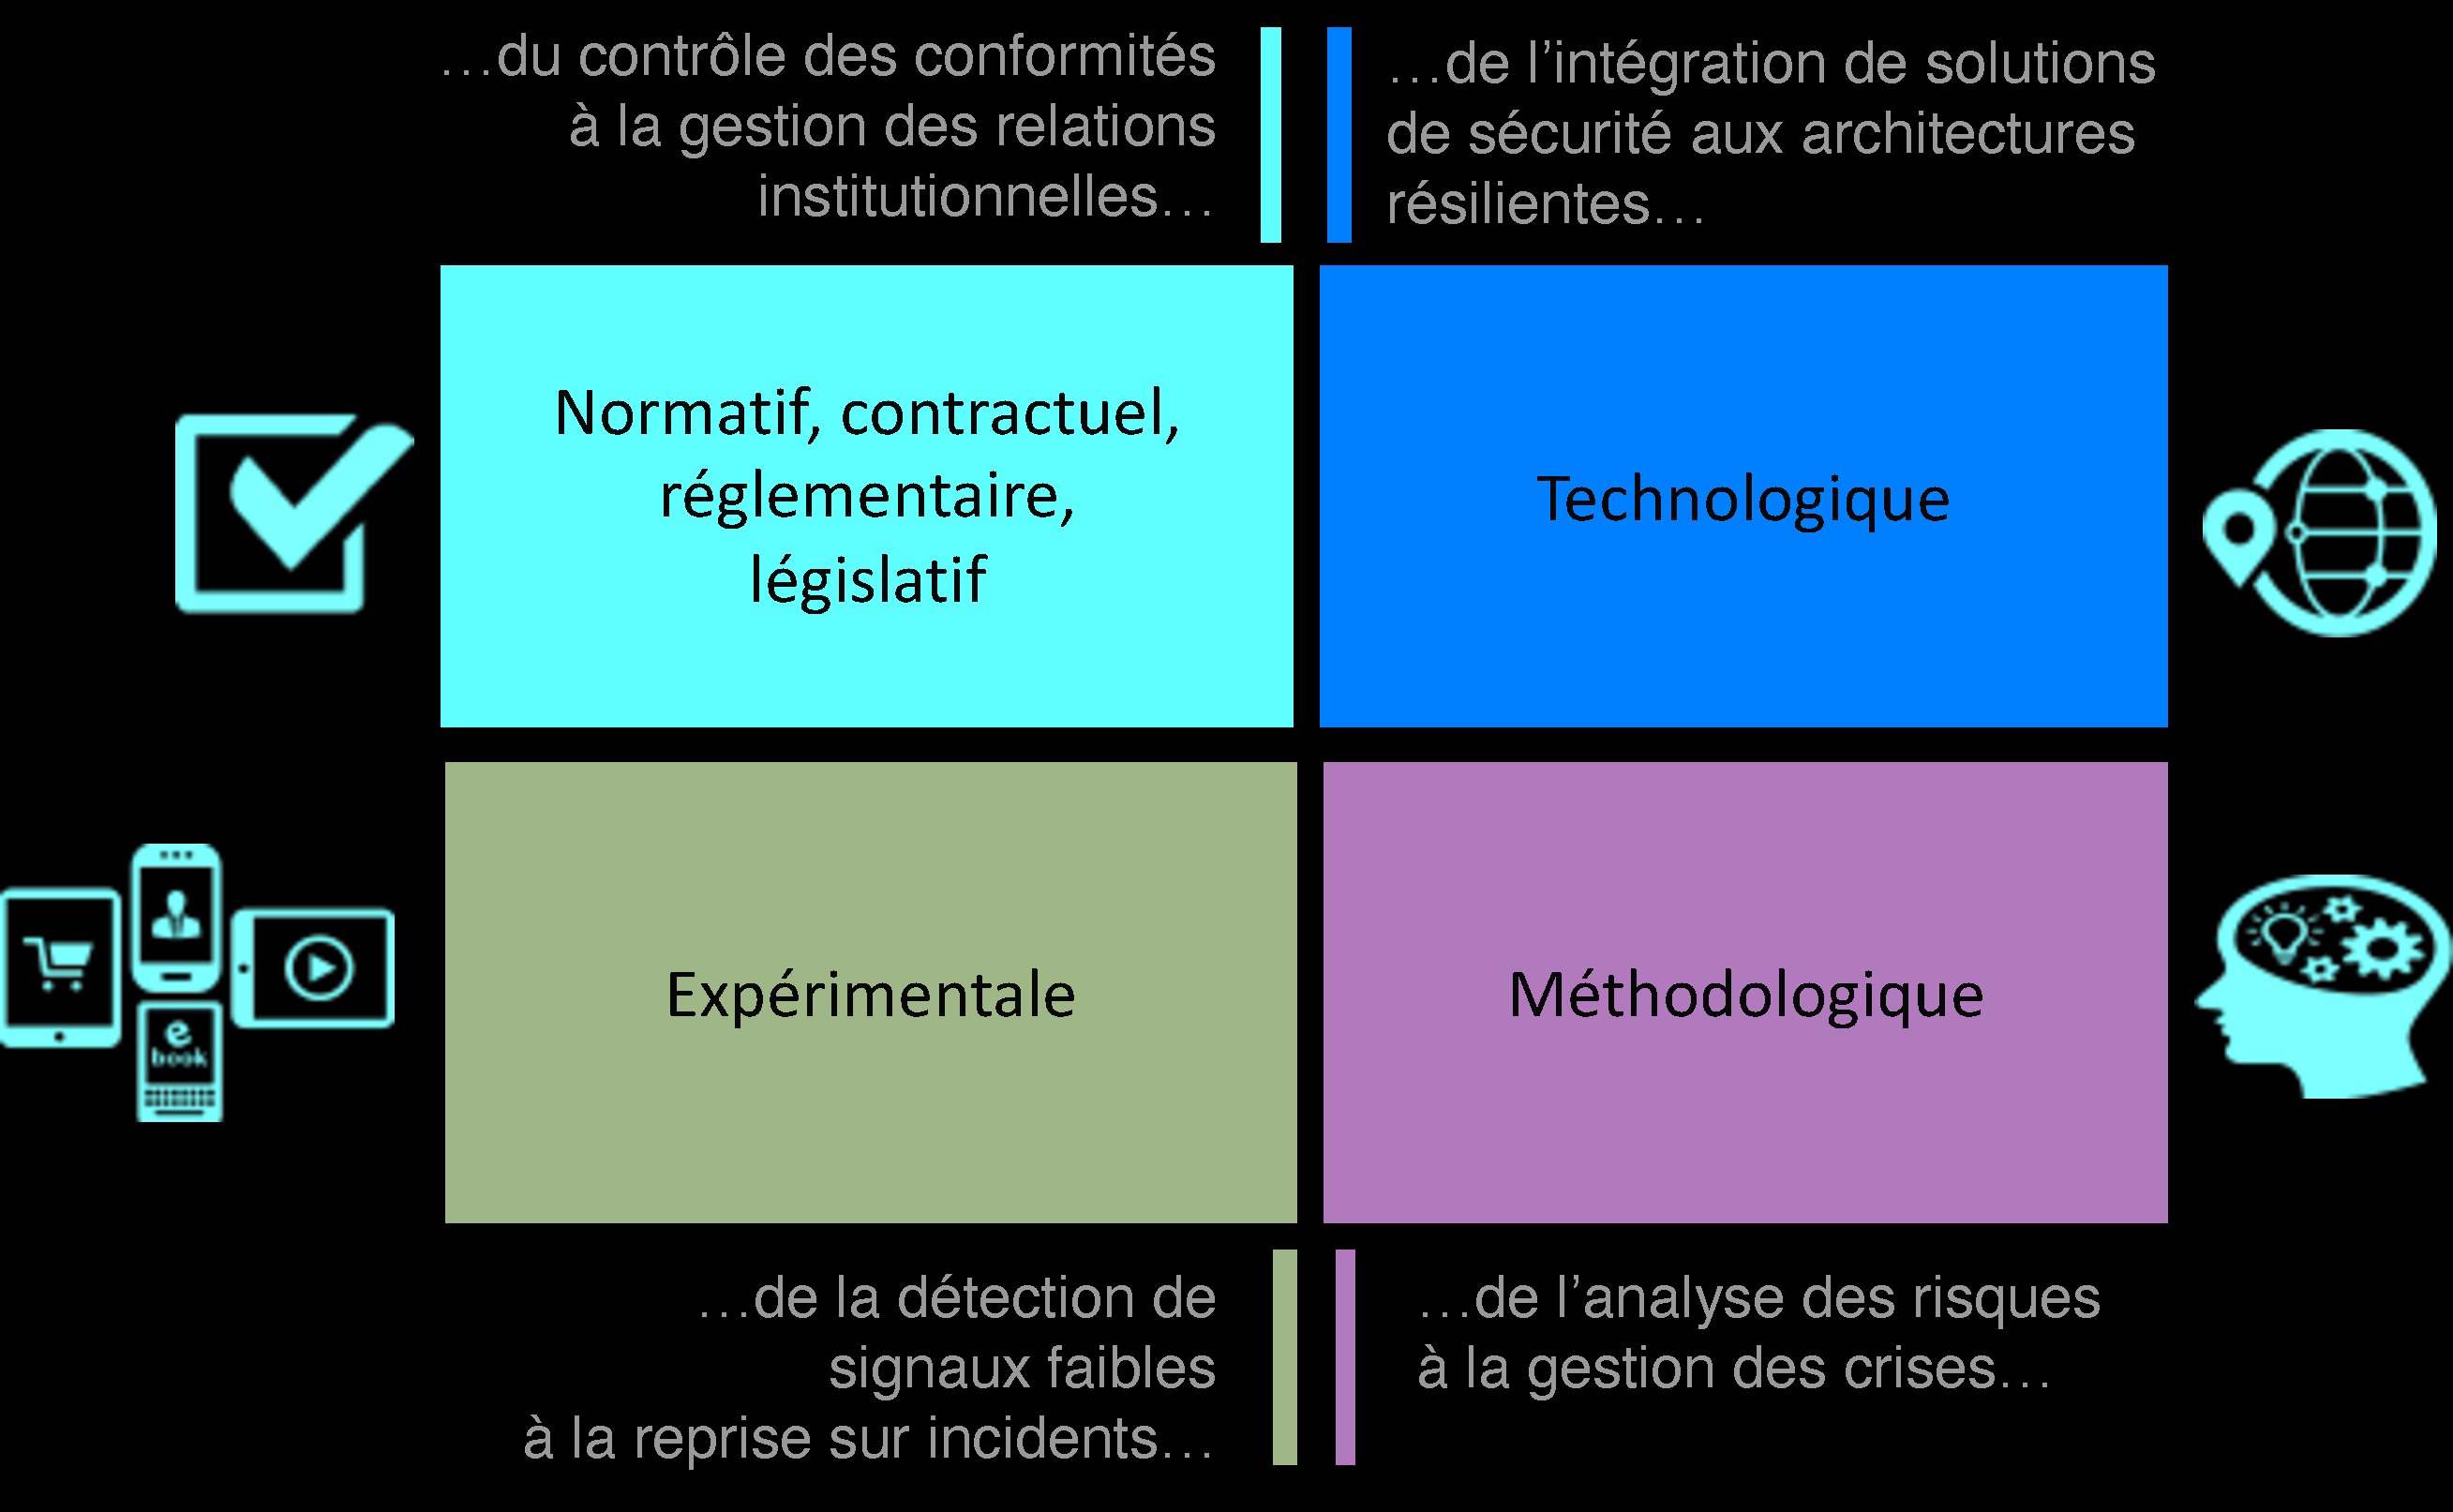 …du contrôle des conformités
à la gestion des relations
institutionnelles…
…de l’intégration de solutions
de sécurité aux architectures
résilientes…
Normatif, contractuel,
réglementaire,
législatif
Technologique
Expérimentale
Méthodologique
e
book
…de la détection de
signaux faibles
à la reprise sur incidents…
…de l’analyse des risques
à la gestion des crises…